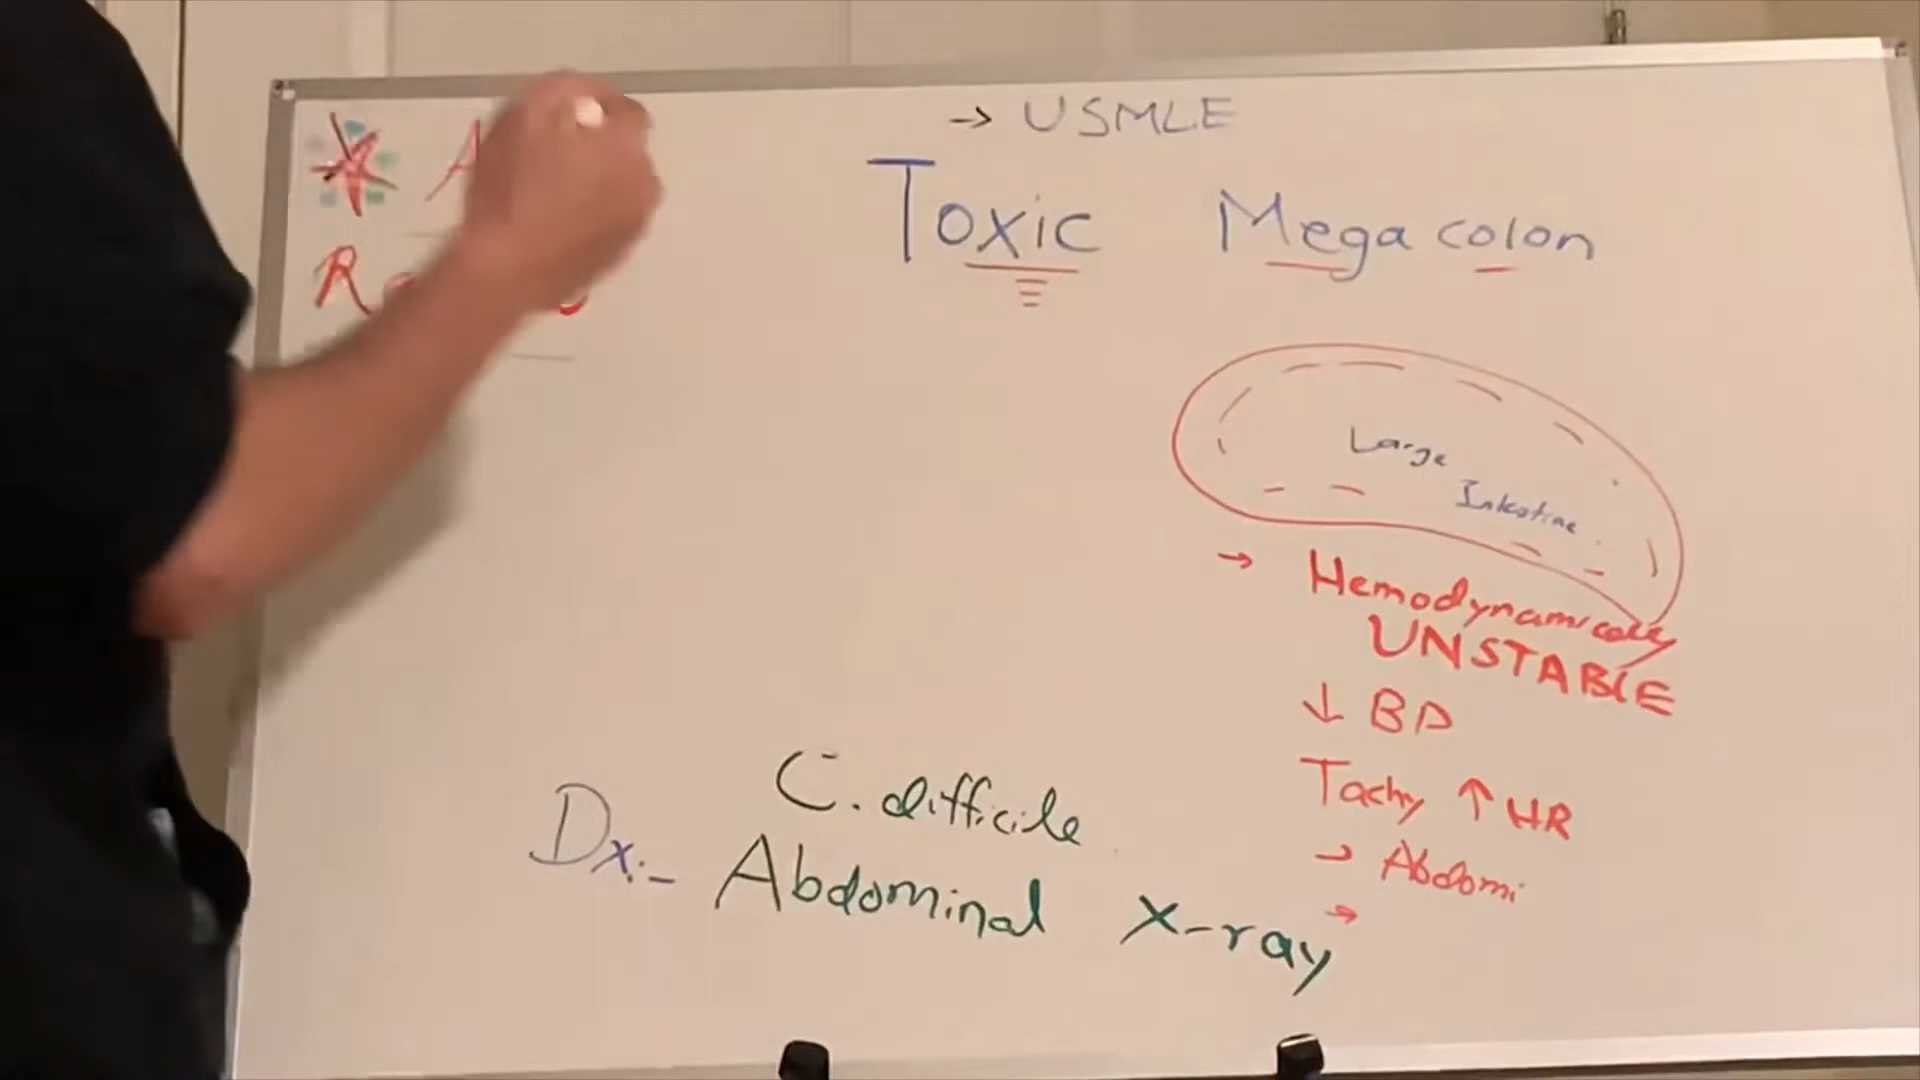 → USMLE
Toxic Megacolon
Large
Intestine
→ Hemodynamically
UNSTABLE
↓ BP
Tachy ↑ HR
→ Abdomi
→
C. difficile
Dx:- Abdominal X-ray